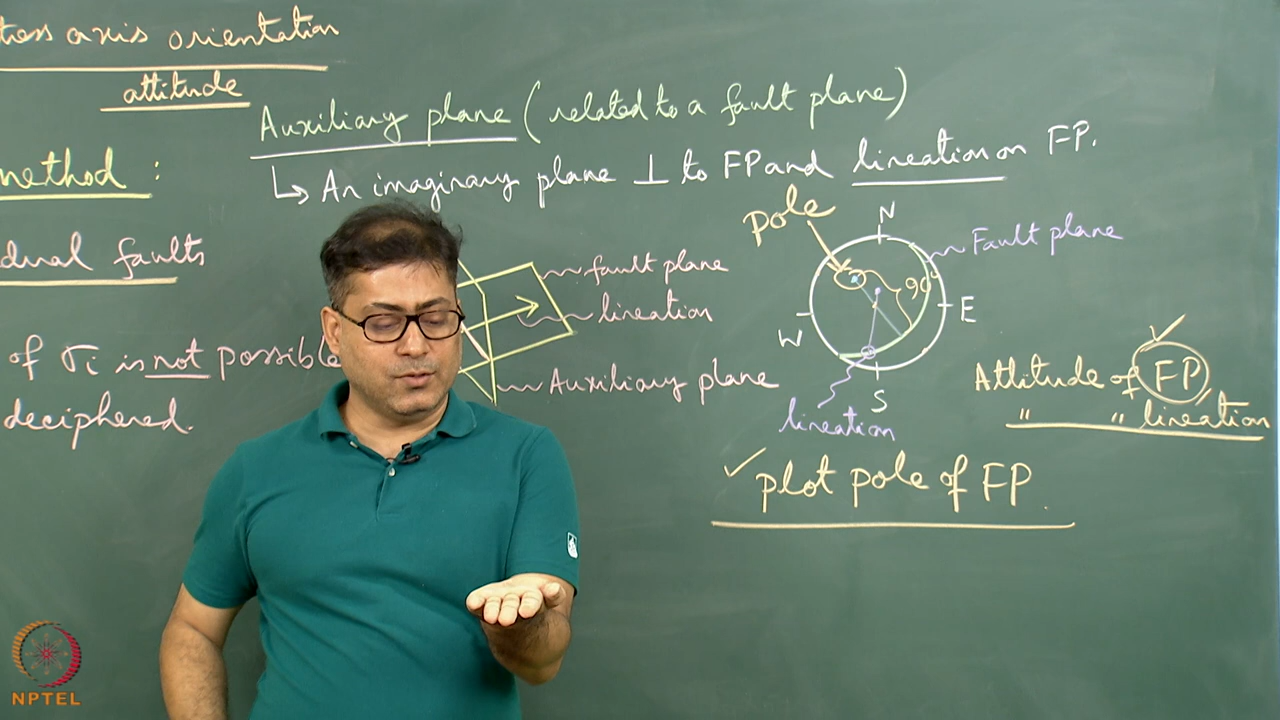 tress axis orientation
attitude
Auxiliary plane (related to a fault plane)
method :
↳ An imaginary plane ⊥ to FP and lineation on FP.
dual faults
of σi is not possible
deciphered.
fault plane
lineation
Auxiliary plane
pole
N
Fault plane
90°
W
E
S
lineation
Attitude of FP
" " lineation
✓ plot pole of FP.
NPTEL